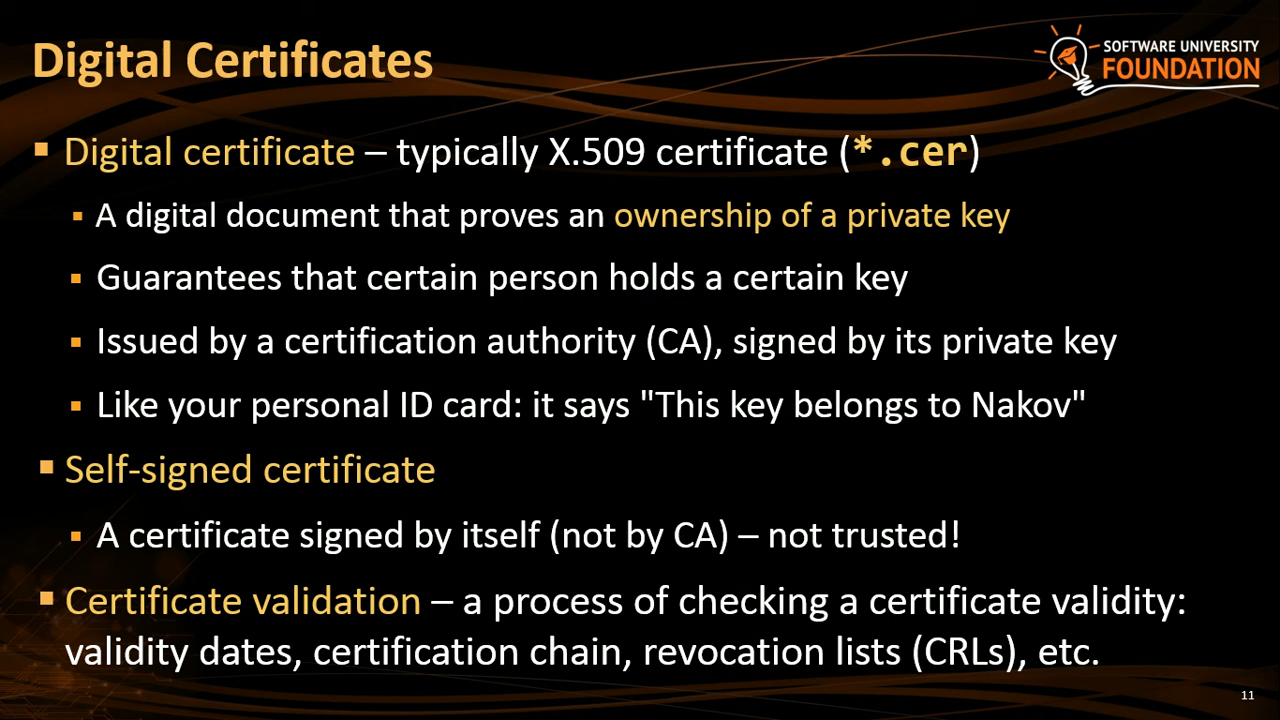 Digital Certificates
SOFTWARE UNIVERSITY
FOUNDATION
▪ Digital certificate – typically X.509 certificate (*.cer)
▪ A digital document that proves an ownership of a private key
▪ Guarantees that certain person holds a certain key
▪ Issued by a certification authority (CA), signed by its private key
▪ Like your personal ID card: it says "This key belongs to Nakov"
▪ Self-signed certificate
▪ A certificate signed by itself (not by CA) – not trusted!
▪ Certificate validation – a process of checking a certificate validity:
validity dates, certification chain, revocation lists (CRLs), etc.
11